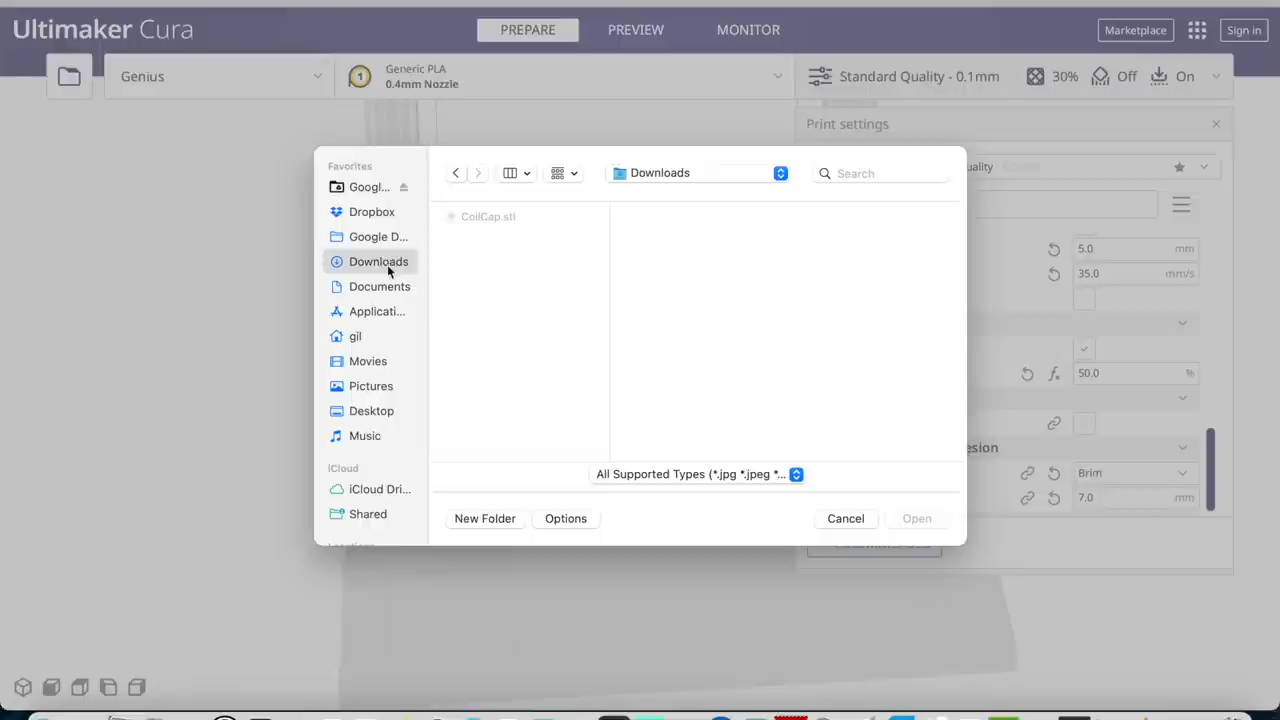 Ultimaker Cura
PREPARE
PREVIEW
MONITOR
Marketplace
Sign in
Genius
1
Generic PLA
0.4mm Nozzle
Standard Quality - 0.1mm
30%
Off
On
Print settings
Favorites
Googl...
Dropbox
Google D...
Downloads
Documents
Applicati...
gil
Movies
Pictures
Desktop
Music
iCloud
iCloud Dri...
Shared
Downloads
Search
CoilCap.stl
All Supported Types (*.jpg *.jpeg *...
New Folder
Options
Cancel
Open
uality
5.0 mm
35.0 mm/s
50.0 %
esion
Brim
7.0 mm